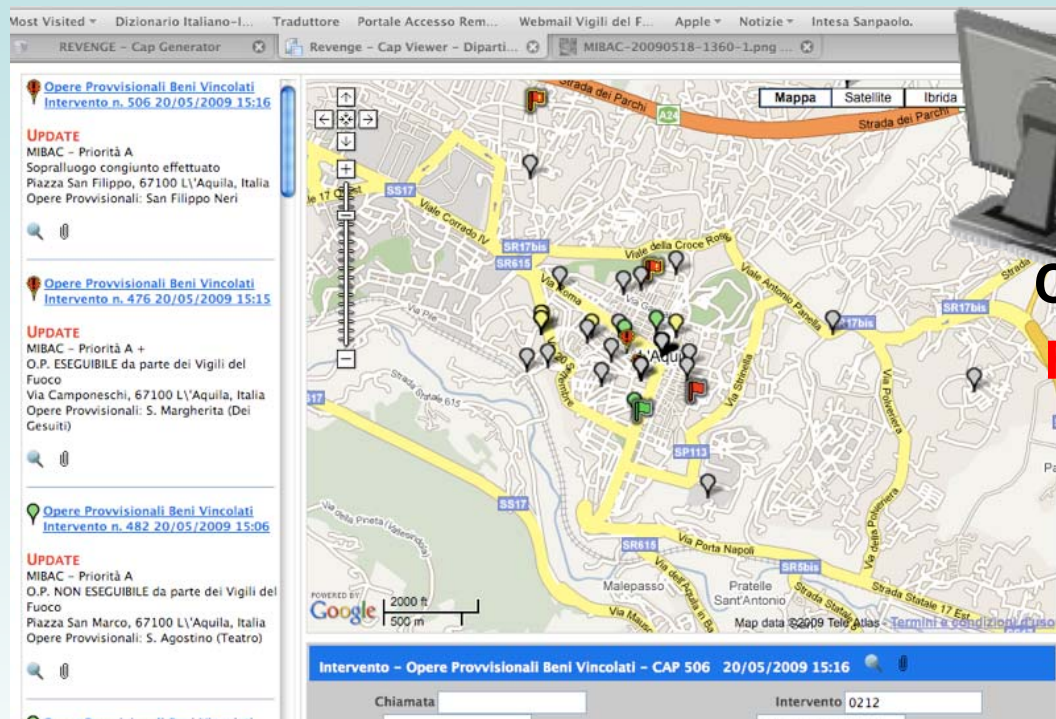 Most Visited Dizionario Italiano-I... Traduttore Portale Accesso Rem... Webmail Vigili del F... Apple Notizie Intesa Sanpaolo.
REVENGE - Cap Generator Revenge - Cap Viewer - Diparti... MIBAC-20090518-1360-1.png ...
Opere Provvisionali Beni Vincolati
Intervento n. 506 20/05/2009 15:16
UPDATE
MIBAC - Priorità A
Sopralluogo congiunto effettuato
Piazza San Filippo, 67100 L\'Aquila, Italia
Opere Provvisionali: San Filippo Neri
Opere Provvisionali Beni Vincolati
Intervento n. 476 20/05/2009 15:15
UPDATE
MIBAC - Priorità A +
O.P. ESEGUIBILE da parte dei Vigili del
Fuoco
Via Camponeschi, 67100 L\'Aquila, Italia
Opere Provvisionali: S. Margherita (Dei
Gesuiti)
Opere Provvisionali Beni Vincolati
Intervento n. 482 20/05/2009 15:06
UPDATE
MIBAC - Priorità A
O.P. NON ESEGUIBILE da parte dei Vigili del
Fuoco
Piazza San Marco, 67100 L\'Aquila, Italia
Opere Provvisionali: S. Agostino (Teatro)
Strada dei Parchi
A24
Mappa Satellite Ibrida
Strada dei Parchi
SS17
Viale Corrado IV
SR17bis
SR615
Viale della Croce Rossa
Via Roma
Viale Antonio Panella
17bis
SR17bis
Strada
Via Pile
Strada Statale 615
Via Strinella
Via Polveriera
SP113
SS17
Via della Polveriera
SR615
Via Porta Napoli
SR5bis
Malepasso
Pratelle
Sant'Antonio
Strada Statale 17 Est
POWERED BY
Google
2000 ft
500 m
Map data ©2009 Tele Atlas - Termini e condizioni d'uso
Intervento - Opere Provvisionali Beni Vincolati - CAP 506 20/05/2009 15:16
Chiamata Intervento 0212